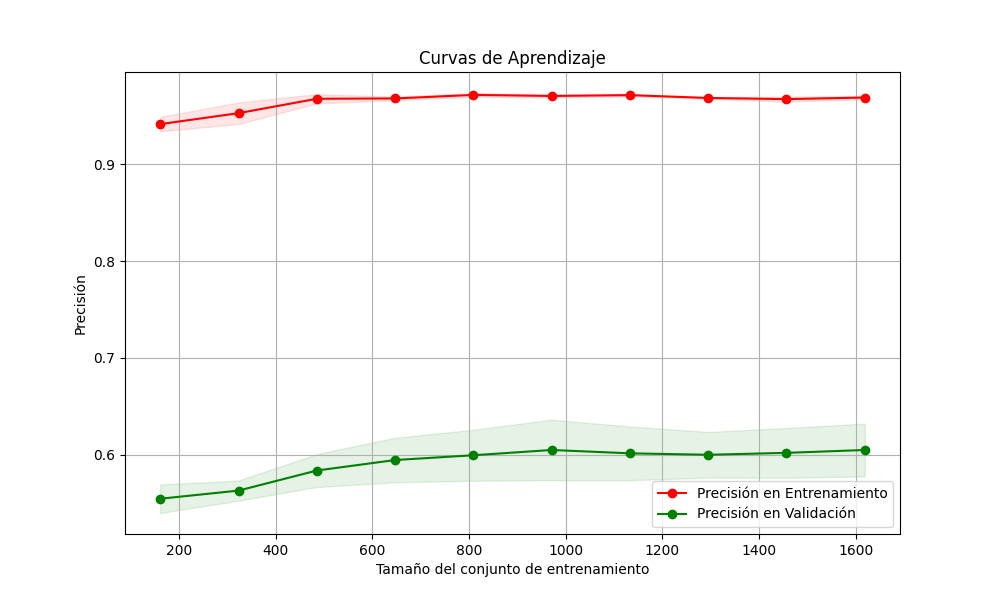 Curvas de Aprendizaje
Precisión
0.9
0.8
0.7
0.6
200 400 600 800 1000 1200 1400 1600
Tamaño del conjunto de entrenamiento
Precisión en Entrenamiento
Precisión en Validación